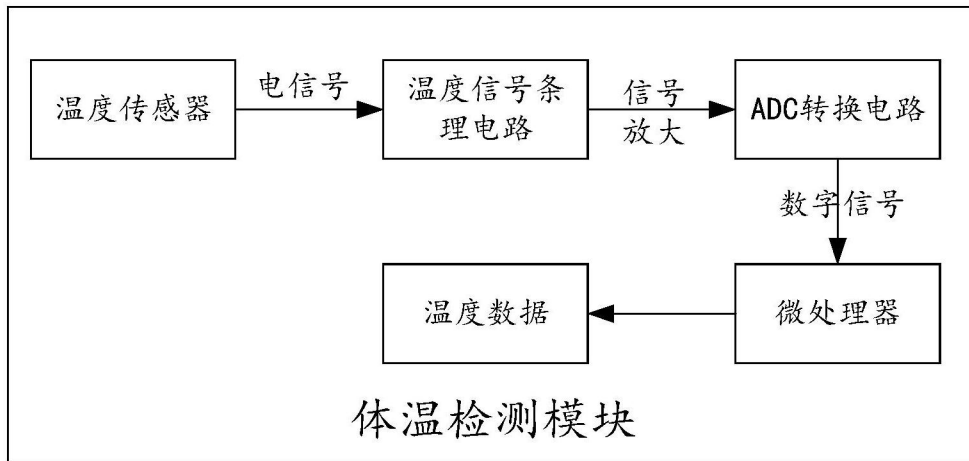 温度传感器
电信号
温度信号条
理电路
信号
放大
ADC转换电路
数字信号
微处理器
温度数据
体温检测模块